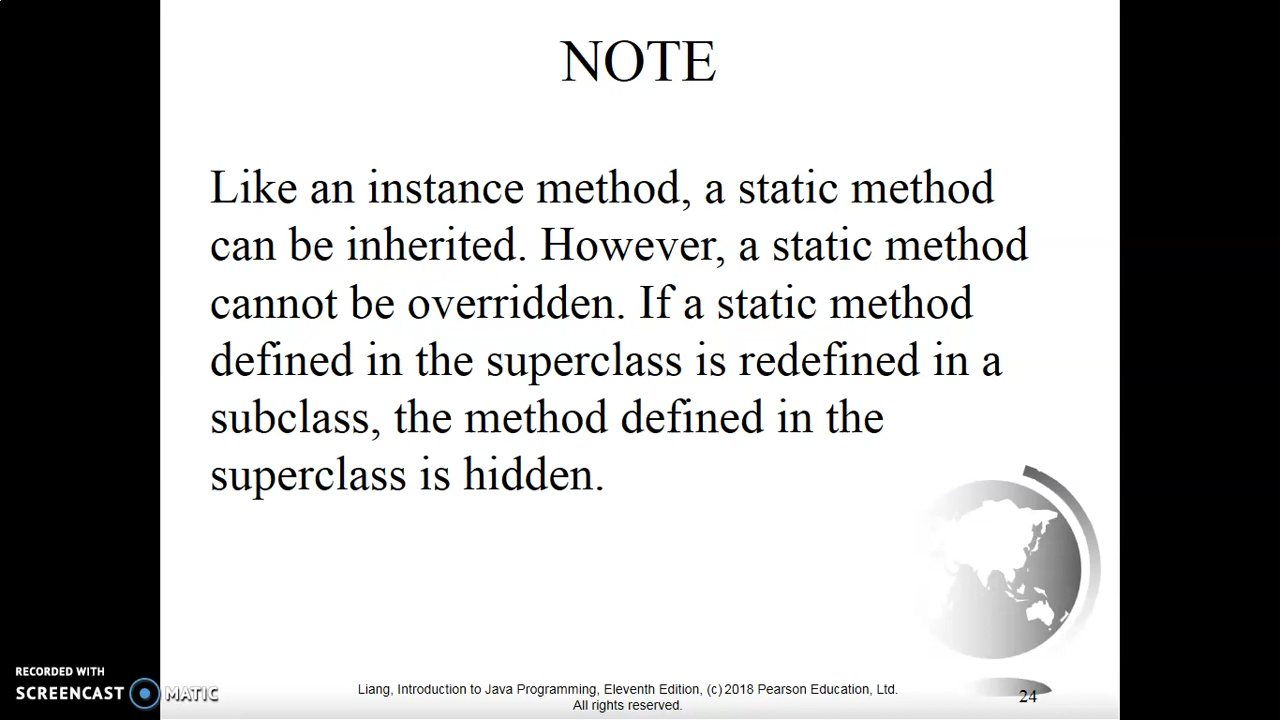 NOTE
Like an instance method, a static method
can be inherited. However, a static method
cannot be overridden. If a static method
defined in the superclass is redefined in a
subclass, the method defined in the
superclass is hidden.
RECORDED WITH
SCREENCAST MATIC
Liang, Introduction to Java Programming, Eleventh Edition, (c) 2018 Pearson Education, Ltd.
All rights reserved.
24